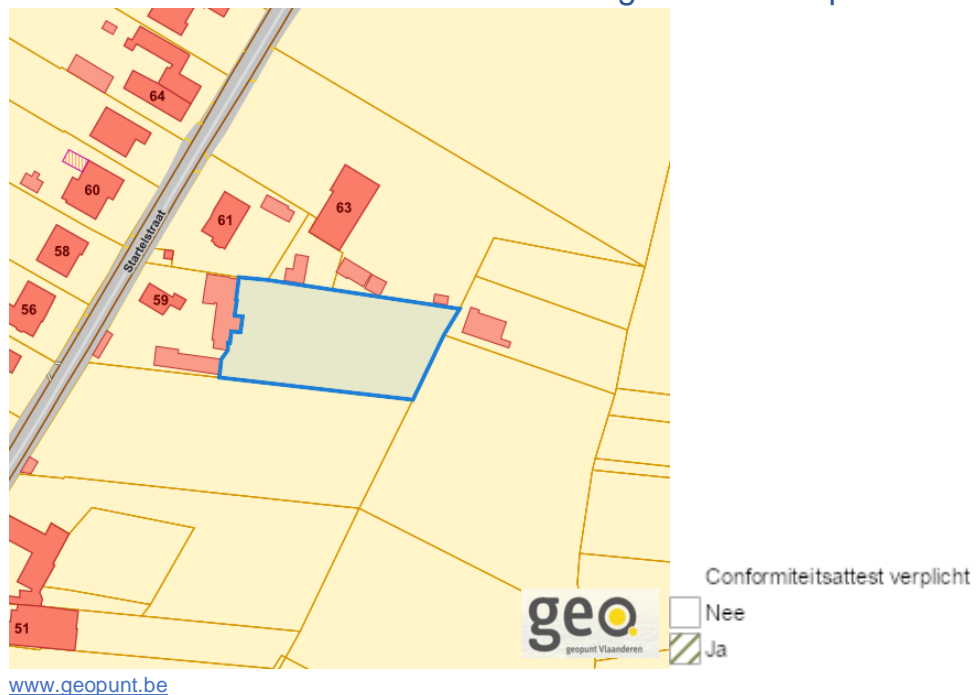 64
60
61
63
Startelstraat
58
59
56
51
geo
geopunt Vlaanderen
Conformiteitsattest verplicht
Nee
Ja
www.geopunt.be